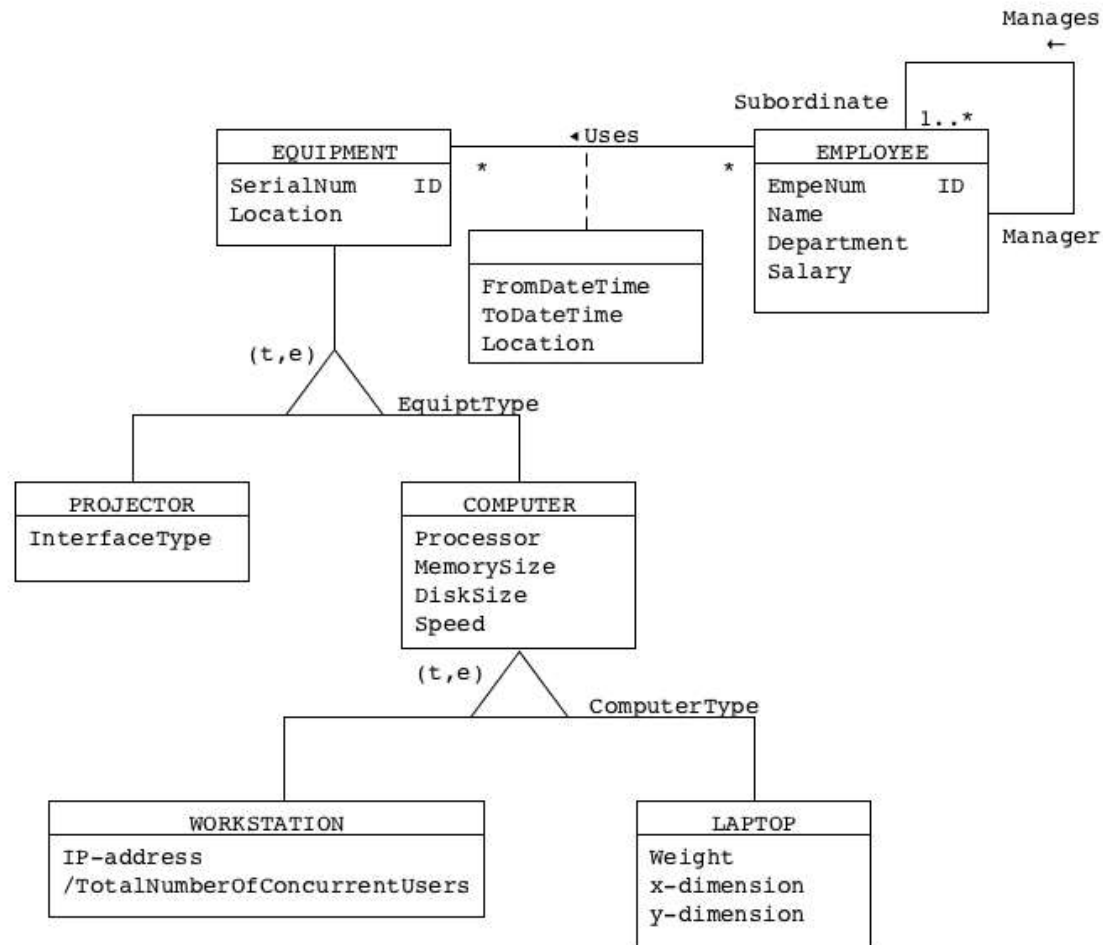 Manages
←
Subordinate
1..*
◂Uses
EQUIPMENT
EMPLOYEE
*
*
SerialNum ID
Location
EmpeNum ID
Name
Department
Salary
Manager
FromDateTime
ToDateTime
Location
(t,e)
EquiptType
PROJECTOR
InterfaceType
COMPUTER
Processor
MemorySize
DiskSize
Speed
(t,e)
ComputerType
WORKSTATION
IP-address
/TotalNumberOfConcurrentUsers
LAPTOP
Weight
x-dimension
y-dimension